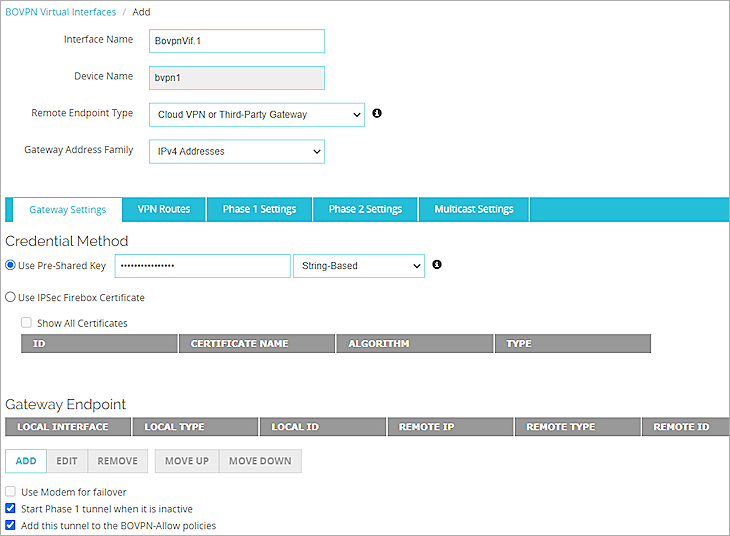 BOVPN Virtual Interfaces / Add
Interface Name BovpnVif.1
Device Name bvpn1
Remote Endpoint Type Cloud VPN or Third-Party Gateway
Gateway Address Family IPv4 Addresses
Gateway Settings VPN Routes Phase 1 Settings Phase 2 Settings Multicast Settings
Credential Method
Use Pre-Shared Key •••••••••••••••• String-Based
Use IPSec Firebox Certificate
Show All Certificates
ID CERTIFICATE NAME ALGORITHM TYPE
Gateway Endpoint
LOCAL INTERFACE LOCAL TYPE LOCAL ID REMOTE IP REMOTE TYPE REMOTE ID
ADD EDIT REMOVE MOVE UP MOVE DOWN
Use Modem for failover
Start Phase 1 tunnel when it is inactive
Add this tunnel to the BOVPN-Allow policies